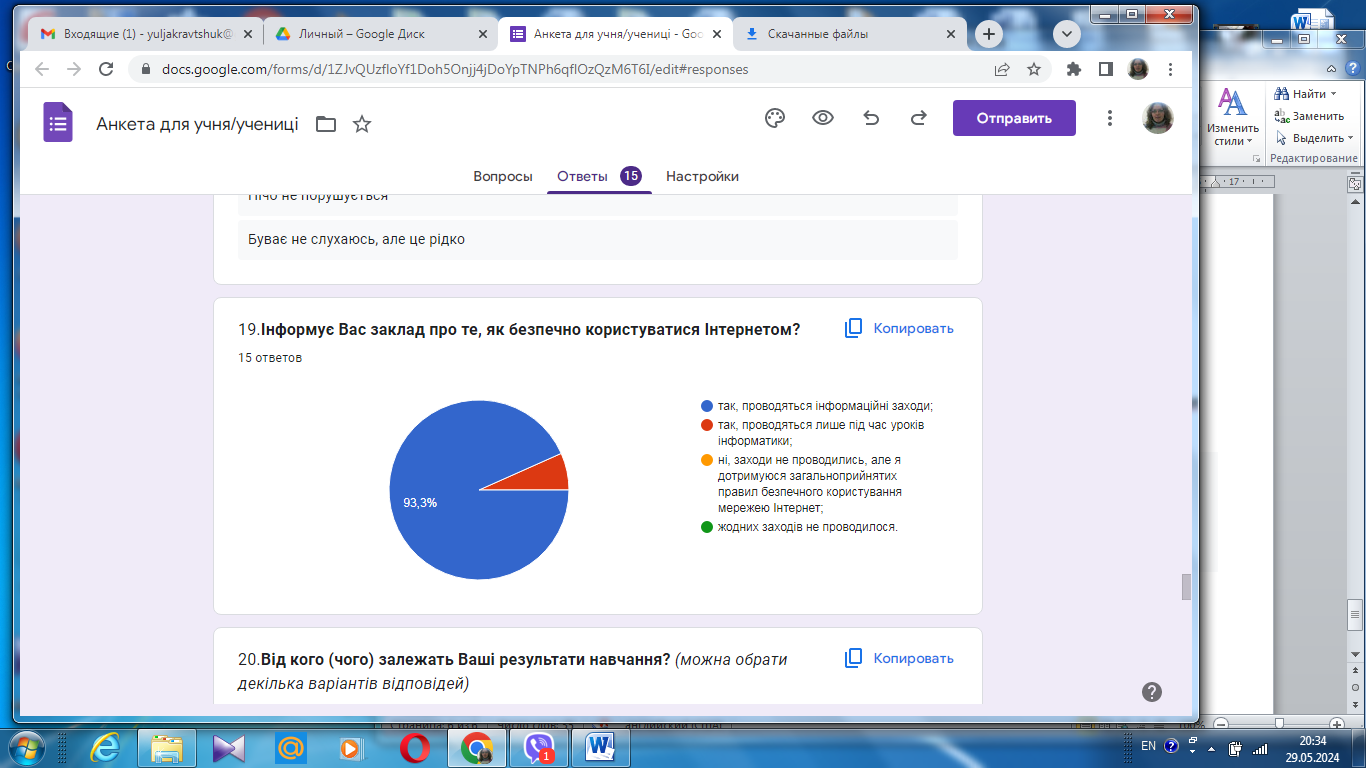 Входящие (1) - yuljakravtshuk@
Личный – Google Диск
Анкета для учня/учениці - Goo
Скачанные файлы
docs.google.com/forms/d/1ZJvQUzfloYf1Doh5Onjj4jDoYpTNPh6qflOzQzM6T6I/edit#responses
Анкета для учня/учениці
Отправить
Вопросы
Ответы 15
Настройки
Нічо не порушується
Буває не слухаюсь, але це рідко
19.Інформує Вас заклад про те, як безпечно користуватися Інтернетом?
Копировать
15 ответов
93,3%
так, проводяться інформаційні заходи;
так, проводяться лише під час уроків
інформатики;
ні, заходи не проводились, але я
дотримуюся загальноприйнятих
правил безпечного користування
мережею Інтернет;
жодних заходів не проводилося.
20.Від кого (чого) залежать Ваші результати навчання? (можна обрати
декілька варіантів відповідей)
Копировать
Изменить
стили
Найти
Заменить
Выделить
Редактирование
17
100%
1
EN
20:34
29.05.2024